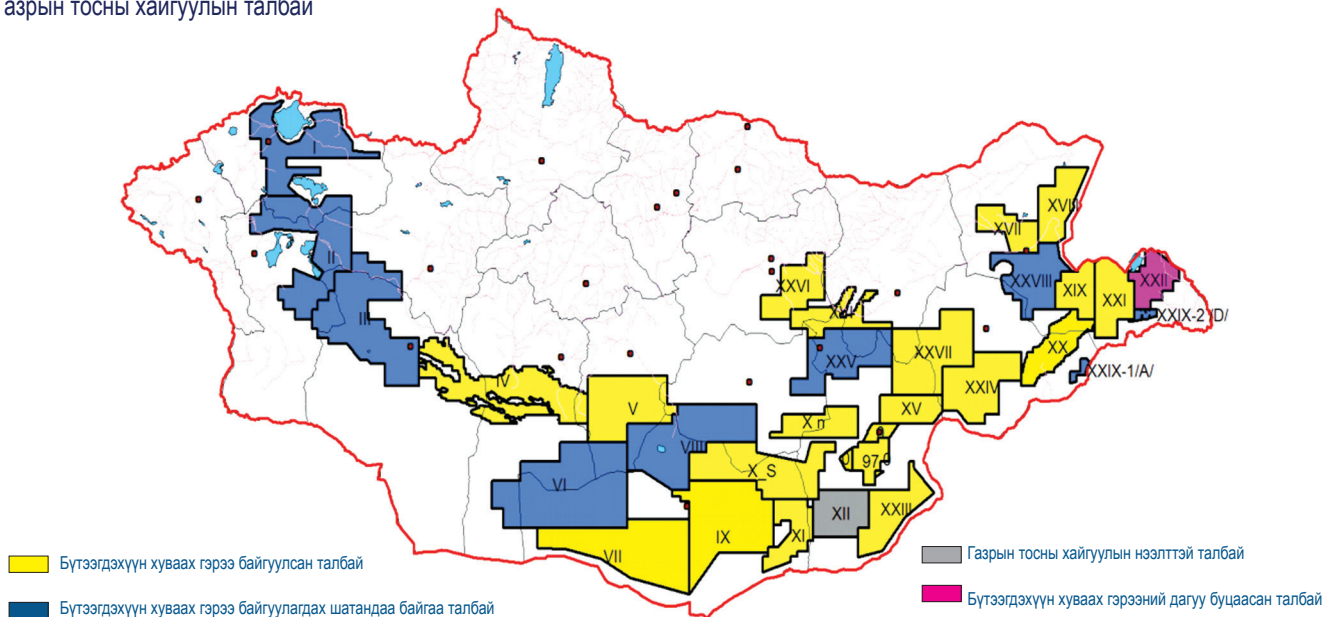 азрын тосны хайгуулын талбай
I
II
III
IV
V
VI
VII
VIII
IX
X_S
X_n
XI
XII
XV
XVII
XVIII
XIX
XX
XXI
XXII
XXIII
XXIV
XXV
XXVI
XXVII
XXVIII
XXIX-1/A/
XXIX-2 /D/
97
Бүтээгдэхүүн хуваах гэрээ байгуулсан талбай
Бүтээгдэхүүн хуваах гэрээ байгуулагдах шатандаа байгаа талбай
Газрын тосны хайгуулын нээлттэй талбай
Бүтээгдэхүүн хуваах гэрээний дагуу буцаасан талбай